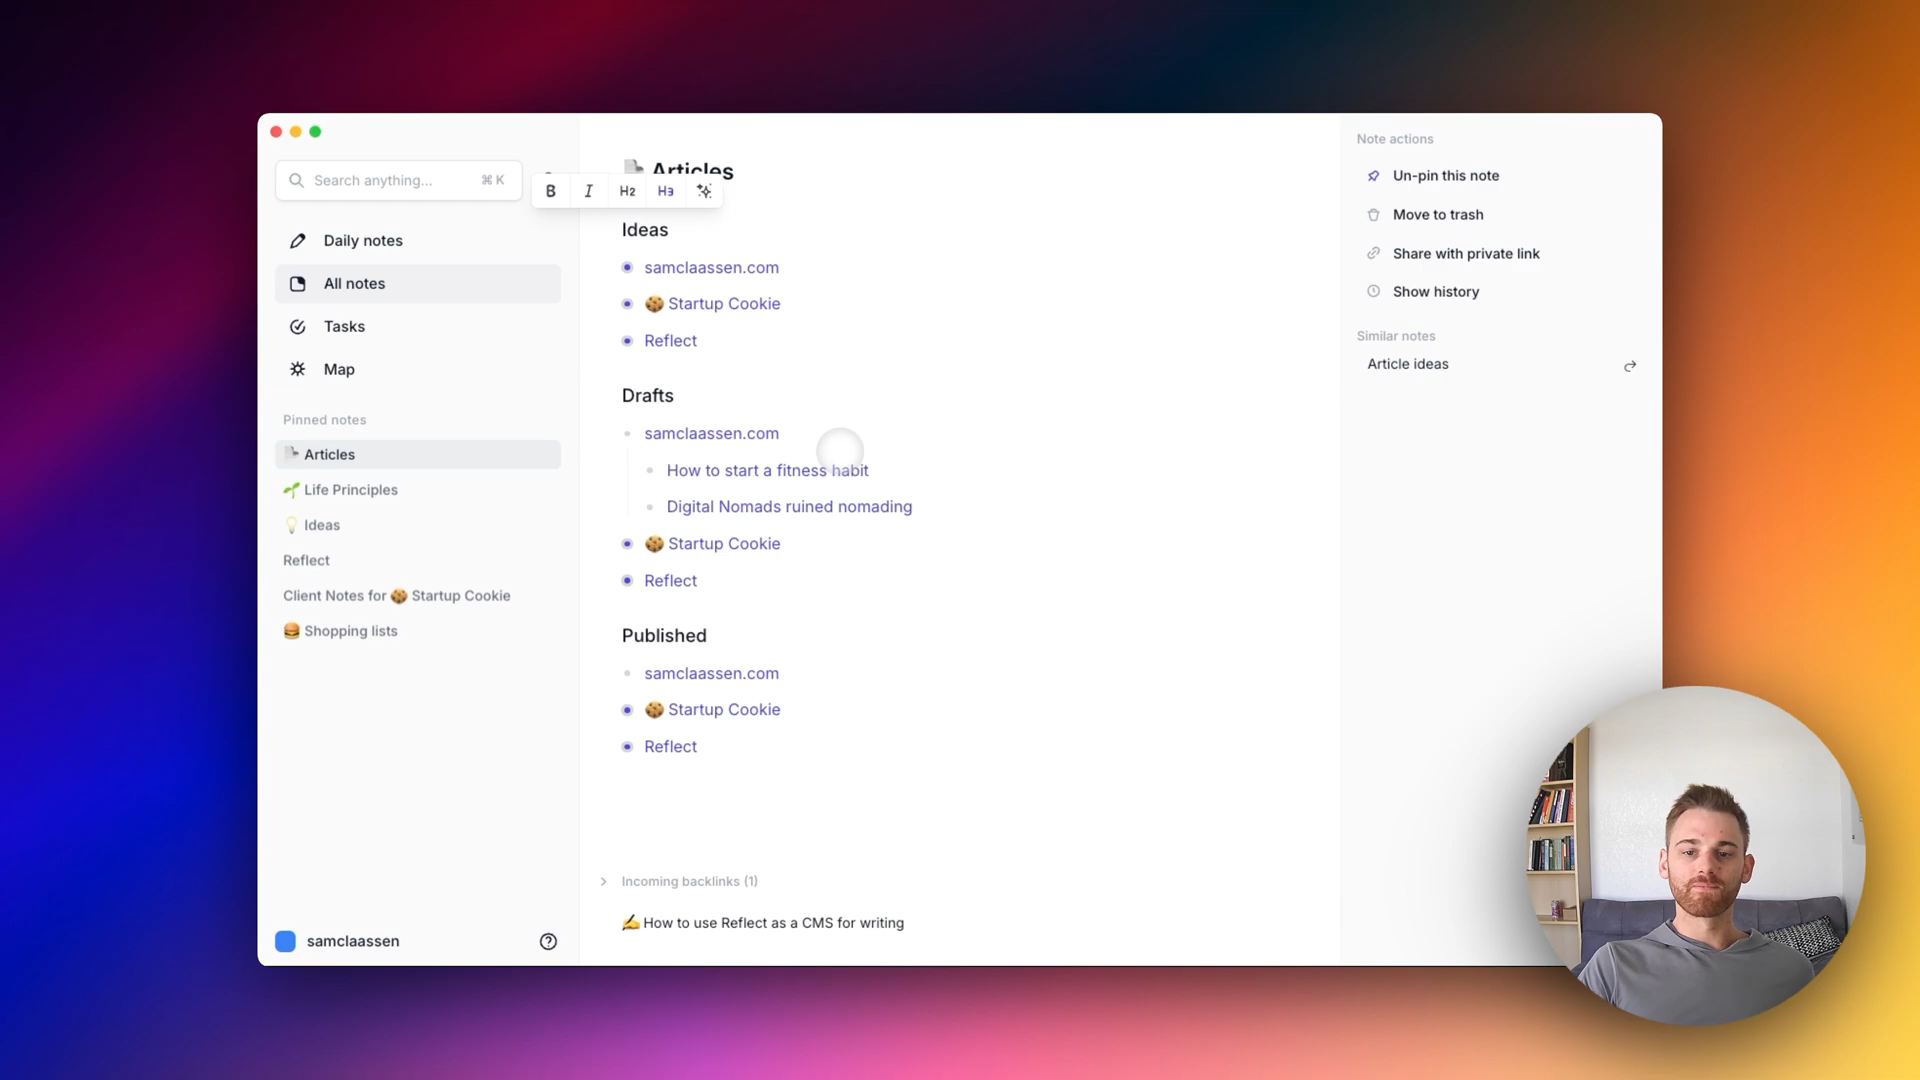 Search anything... ⌘ K
Daily notes
All notes
Tasks
Map
Pinned notes
Articles
Life Principles
Ideas
Reflect
Client Notes for 🍪 Startup Cookie
Shopping lists
samclaassen
Articles
B I H2 H3
Ideas
samclaassen.com
🍪 Startup Cookie
Reflect
Drafts
samclaassen.com
How to start a fitness habit
Digital Nomads ruined nomading
🍪 Startup Cookie
Reflect
Published
samclaassen.com
🍪 Startup Cookie
Reflect
Incoming backlinks (1)
✍️ How to use Reflect as a CMS for writing
Note actions
Un-pin this note
Move to trash
Share with private link
Show history
Similar notes
Article ideas